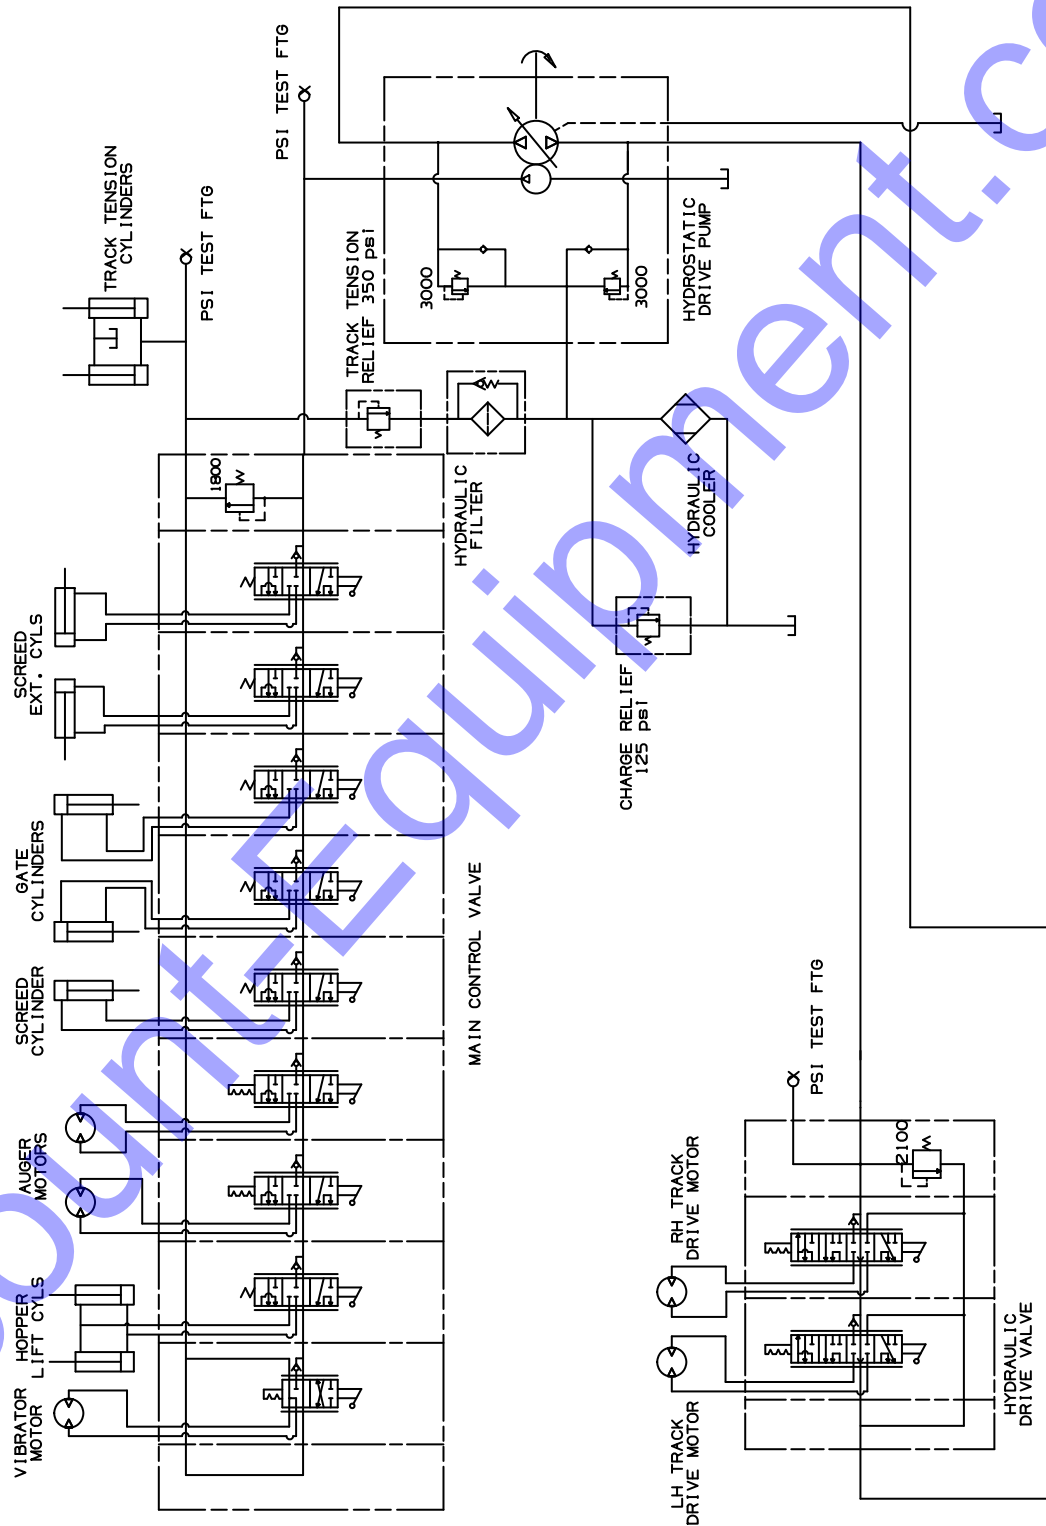 PSI TEST FTG
TRACK TENSION
CYLINDERS
PSI TEST FTG
TRACK TENSION
RELIEF 350 psi
3000
3000
HYDROSTATIC
DRIVE PUMP
1800
HYDRAULIC
FILTER
HYDRAULIC
COOLER
SCREED
EXT. CYLS
CHARGE RELIEF
125 psi
GATE
CYLINDERS
MAIN CONTROL VALVE
SCREED
CYLINDER
PSI TEST FTG
AUGER
MOTORS
2100
RH TRACK
DRIVE MOTOR
HOPPER
LIFT CYLS
HYDRAULIC
DRIVE VALVE
VIBRATOR
MOTOR
LH TRACK
DRIVE MOTOR
ount-Equipment.c